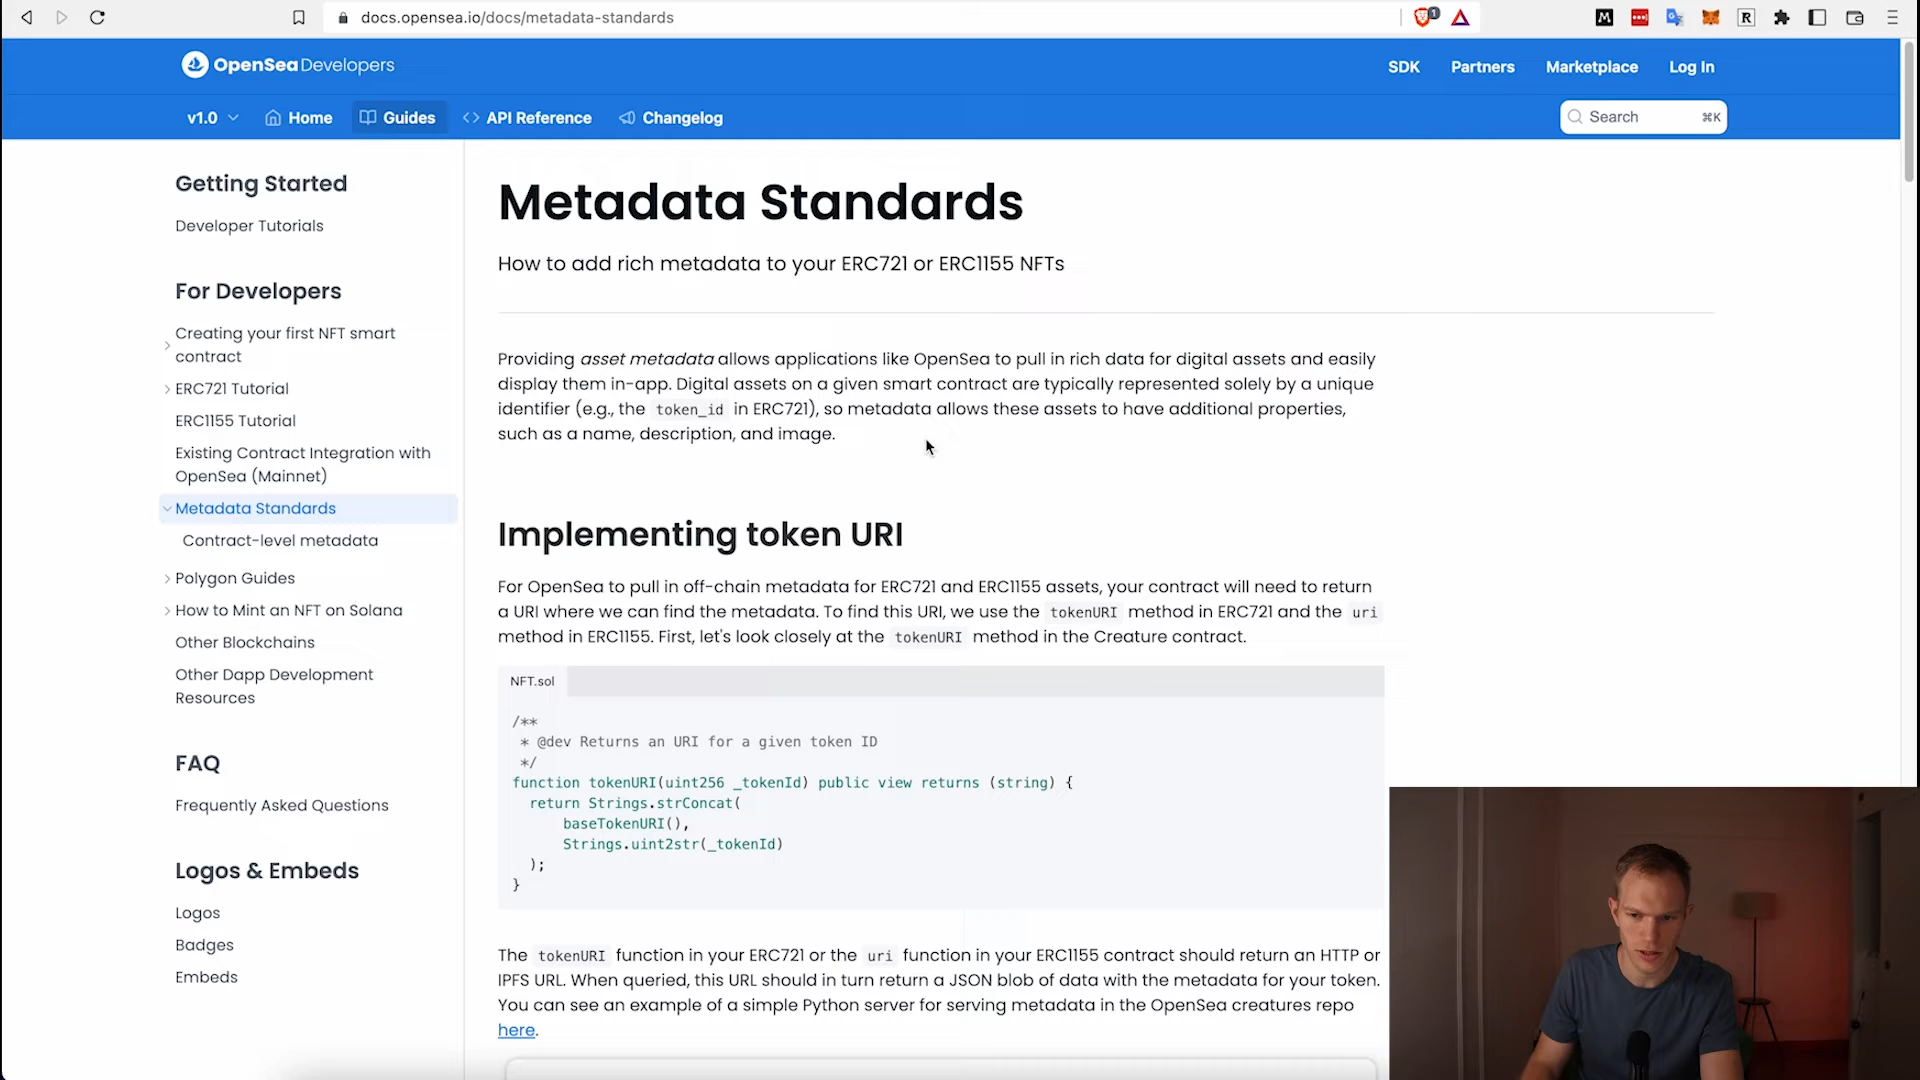 docs.opensea.io/docs/metadata-standards
1
M
R
OpenSea Developers
SDK
Partners
Marketplace
Log In
v1.0
Home
Guides
API Reference
Changelog
Search
⌘K
Getting Started
Developer Tutorials
For Developers
Creating your first NFT smart
contract
ERC721 Tutorial
ERC1155 Tutorial
Existing Contract Integration with
OpenSea (Mainnet)
Metadata Standards
Contract-level metadata
Polygon Guides
How to Mint an NFT on Solana
Other Blockchains
Other Dapp Development
Resources
FAQ
Frequently Asked Questions
Logos & Embeds
Logos
Badges
Embeds
Metadata Standards
How to add rich metadata to your ERC721 or ERC1155 NFTs
Providing asset metadata allows applications like OpenSea to pull in rich data for digital assets and easily
display them in-app. Digital assets on a given smart contract are typically represented solely by a unique
identifier (e.g., the token_id in ERC721), so metadata allows these assets to have additional properties,
such as a name, description, and image.
Implementing token URI
For OpenSea to pull in off-chain metadata for ERC721 and ERC1155 assets, your contract will need to return
a URI where we can find the metadata. To find this URI, we use the tokenURI method in ERC721 and the uri
method in ERC1155. First, let's look closely at the tokenURI method in the Creature contract.
NFT.sol
/**
* @dev Returns an URI for a given token ID
*/
function tokenURI(uint256 _tokenId) public view returns (string) {
return Strings.strConcat(
baseTokenURI(),
Strings.uint2str(_tokenId)
);
}
The tokenURI function in your ERC721 or the uri function in your ERC1155 contract should return an HTTP or
IPFS URL. When queried, this URL should in turn return a JSON blob of data with the metadata for your token.
You can see an example of a simple Python server for serving metadata in the OpenSea creatures repo
here.